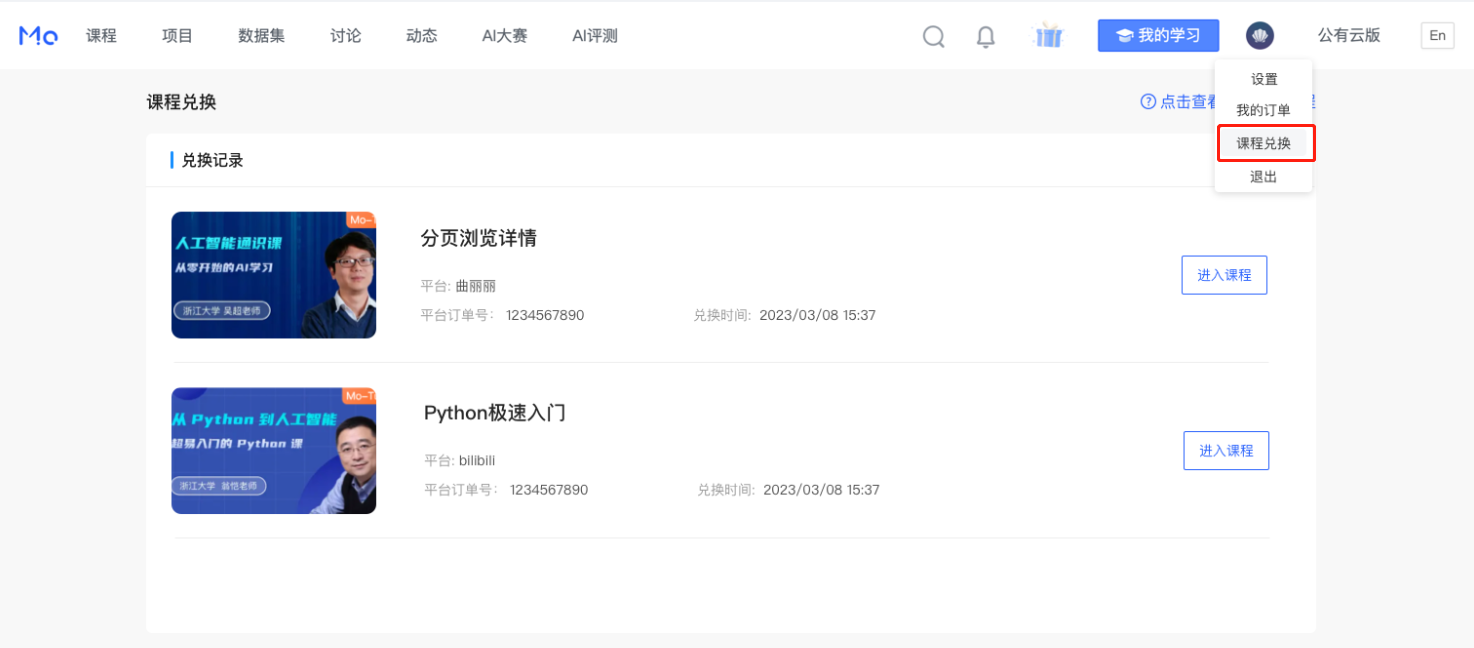 Mo 课程 项目 数据集 讨论 动态 AI大赛 AI评测 我的学习 公有云版 En
设置
我的订单
课程兑换
退出
课程兑换 点击查
兑换记录
Mo-
人工智能通识课
从零开始的AI学习
浙江大学 吴超老师
分页浏览详情
平台: 曲丽丽
平台订单号: 1234567890 兑换时间: 2023/03/08 15:37
进入课程
Mo-T
从 Python 到人工智能
超易入门的 Python 课
浙江大学 翁恺老师
Python极速入门
平台: bilibili
平台订单号: 1234567890 兑换时间: 2023/03/08 15:37
进入课程